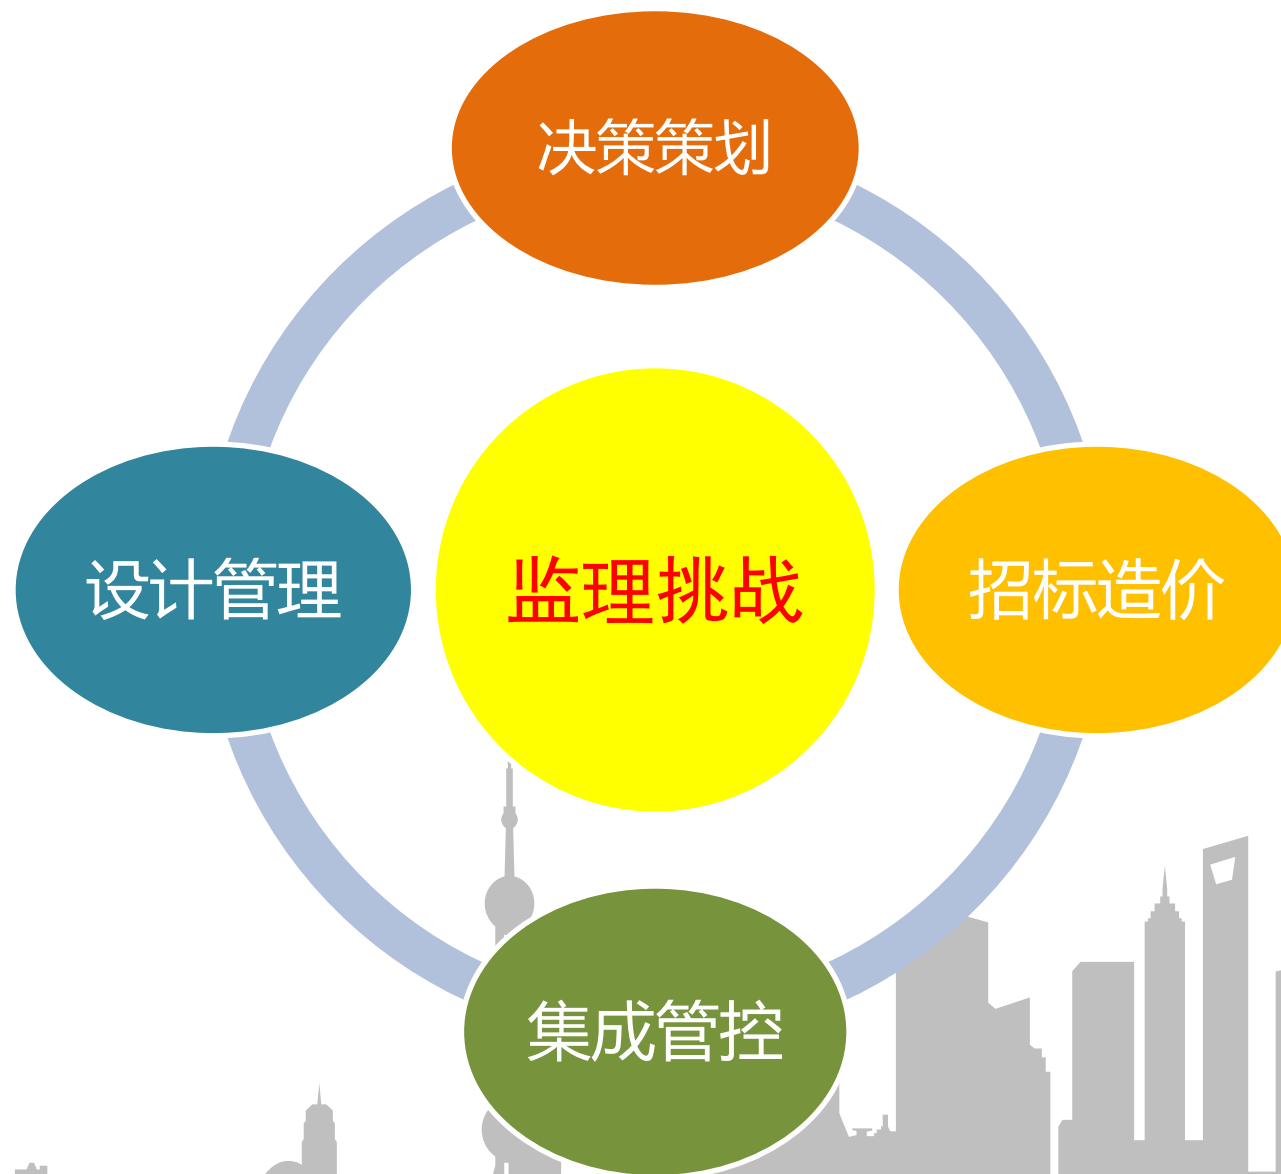 决策策划
设计管理
监理挑战
招标造价
集成管控